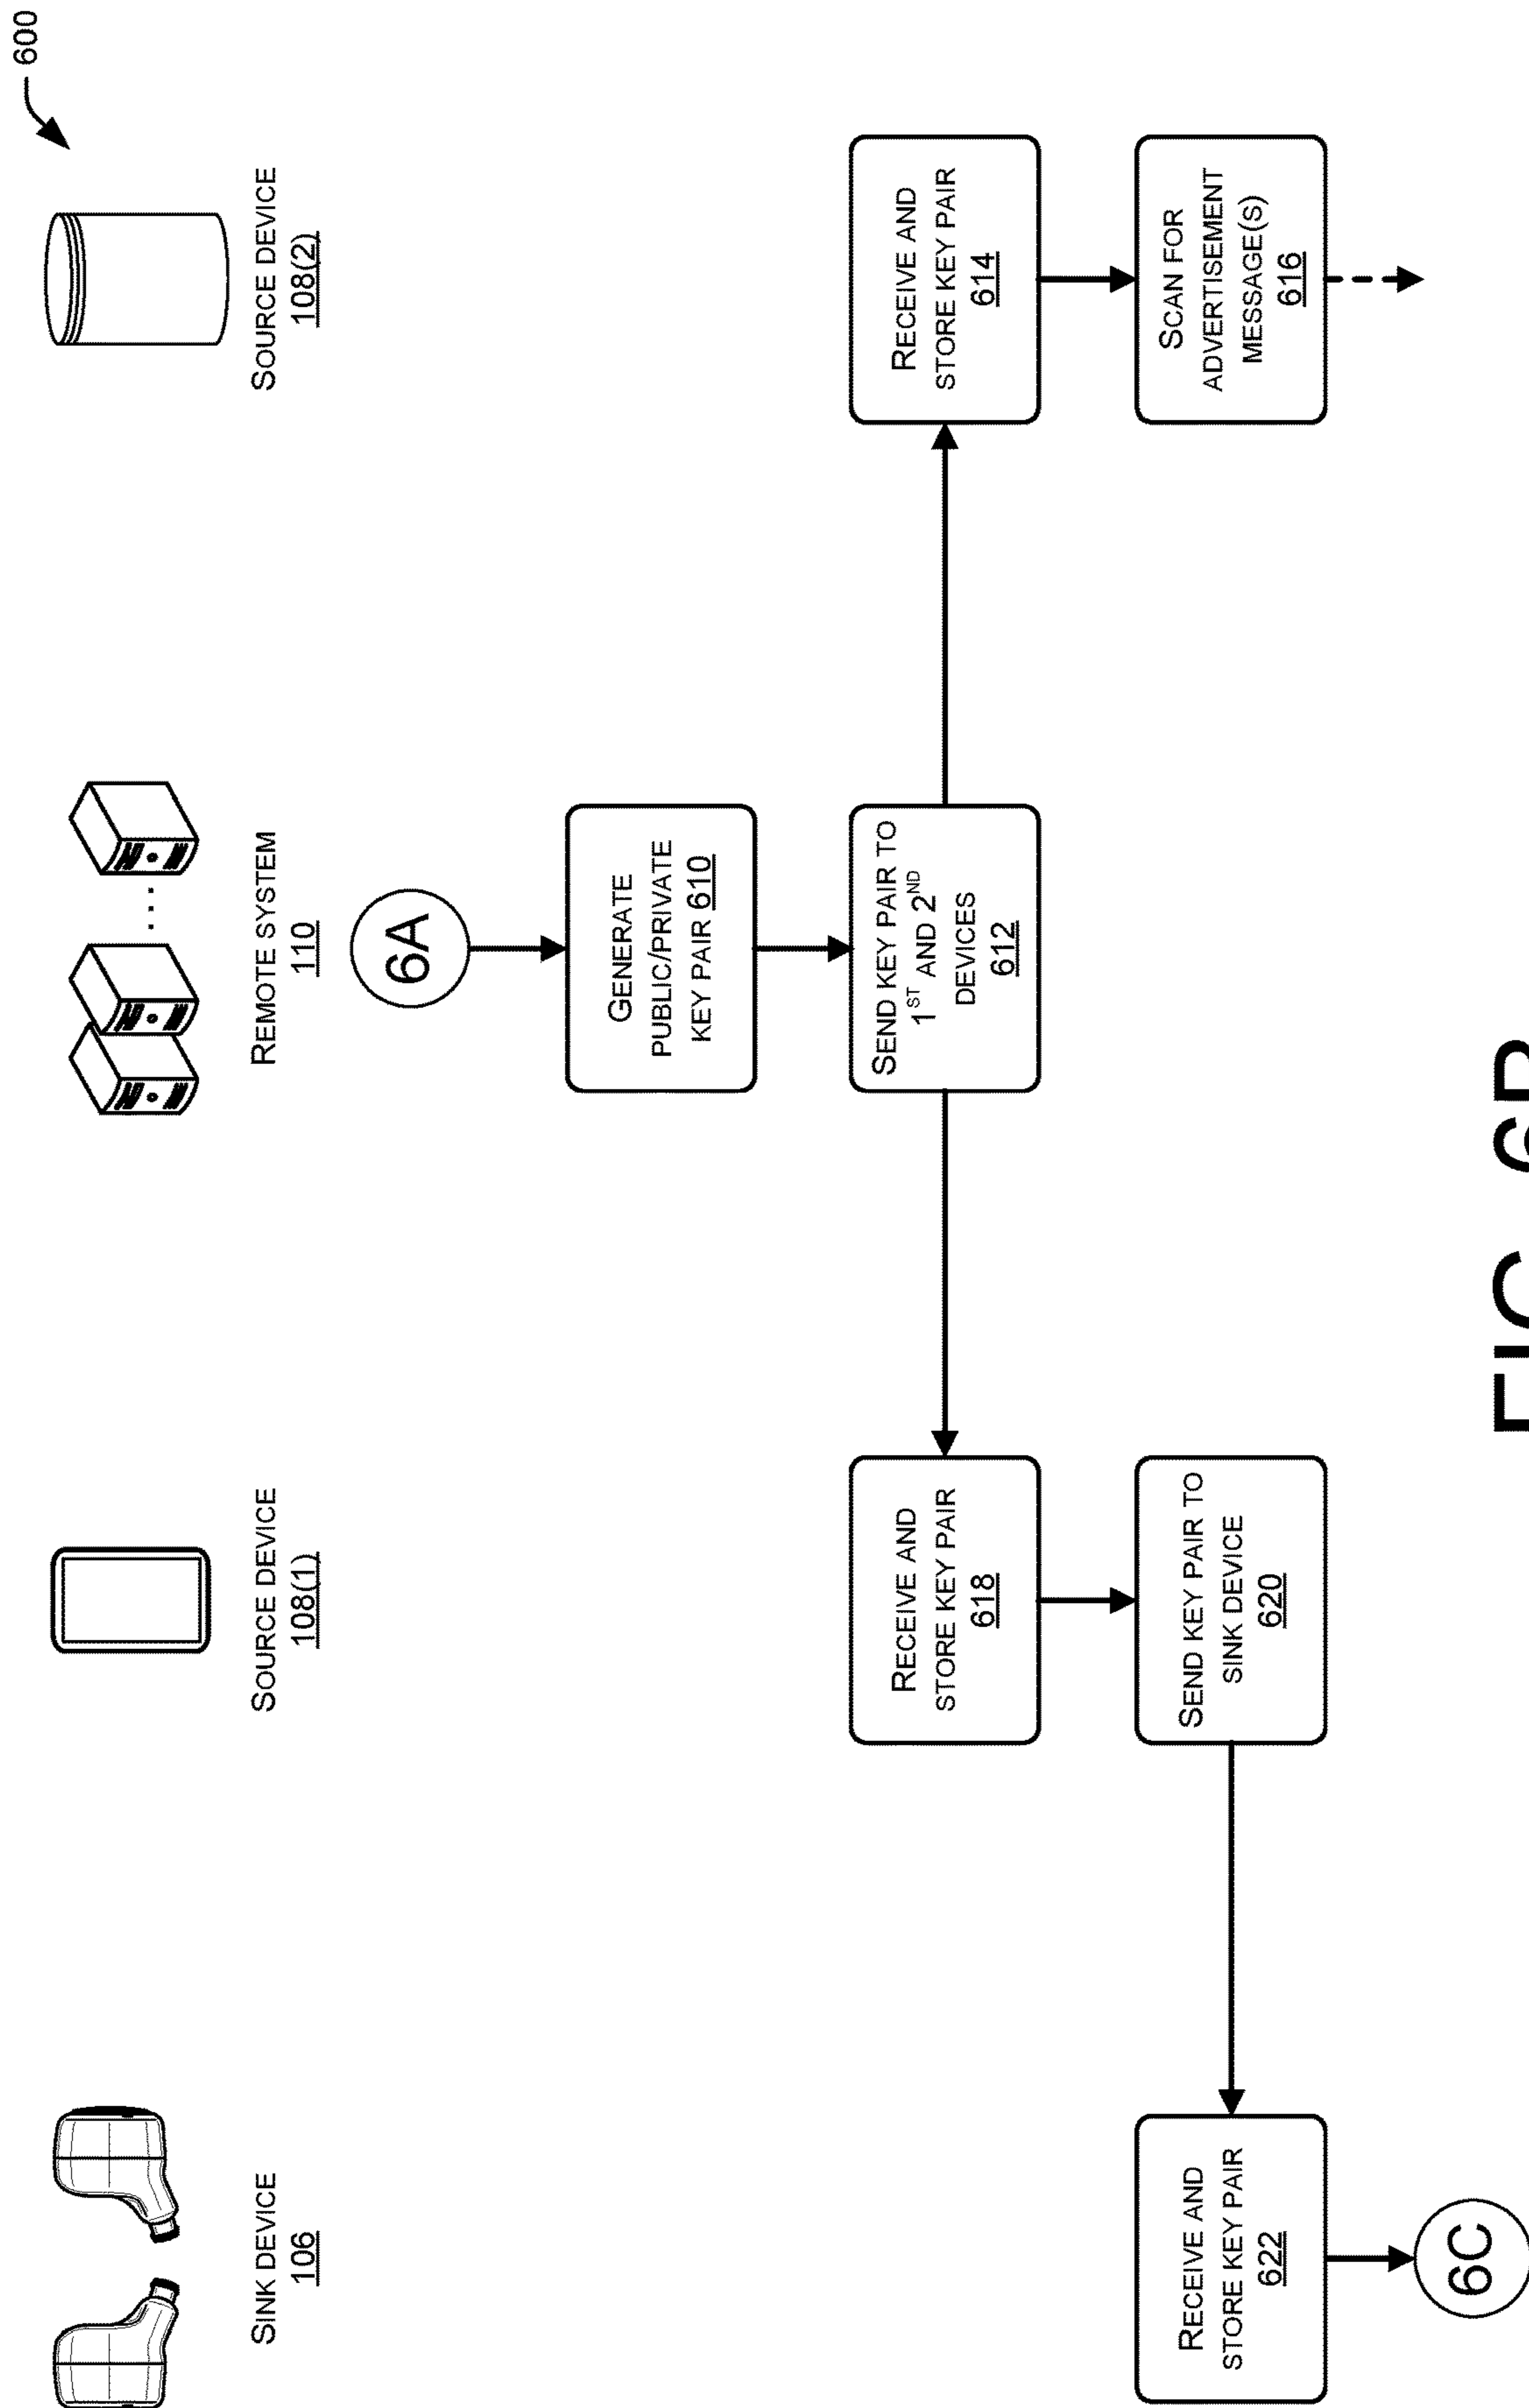 600
SINK DEVICE
106
SOURCE DEVICE
108(1)
REMOTE SYSTEM
110
SOURCE DEVICE
108(2)
6A
GENERATE
PUBLIC/PRIVATE
KEY PAIR 610
SEND KEY PAIR TO
1ST AND 2ND
DEVICES
612
RECEIVE AND
STORE KEY PAIR
614
SCAN FOR
ADVERTISEMENT
MESSAGE(S)
616
RECEIVE AND
STORE KEY PAIR
618
SEND KEY PAIR TO
SINK DEVICE
620
RECEIVE AND
STORE KEY PAIR
622
6C